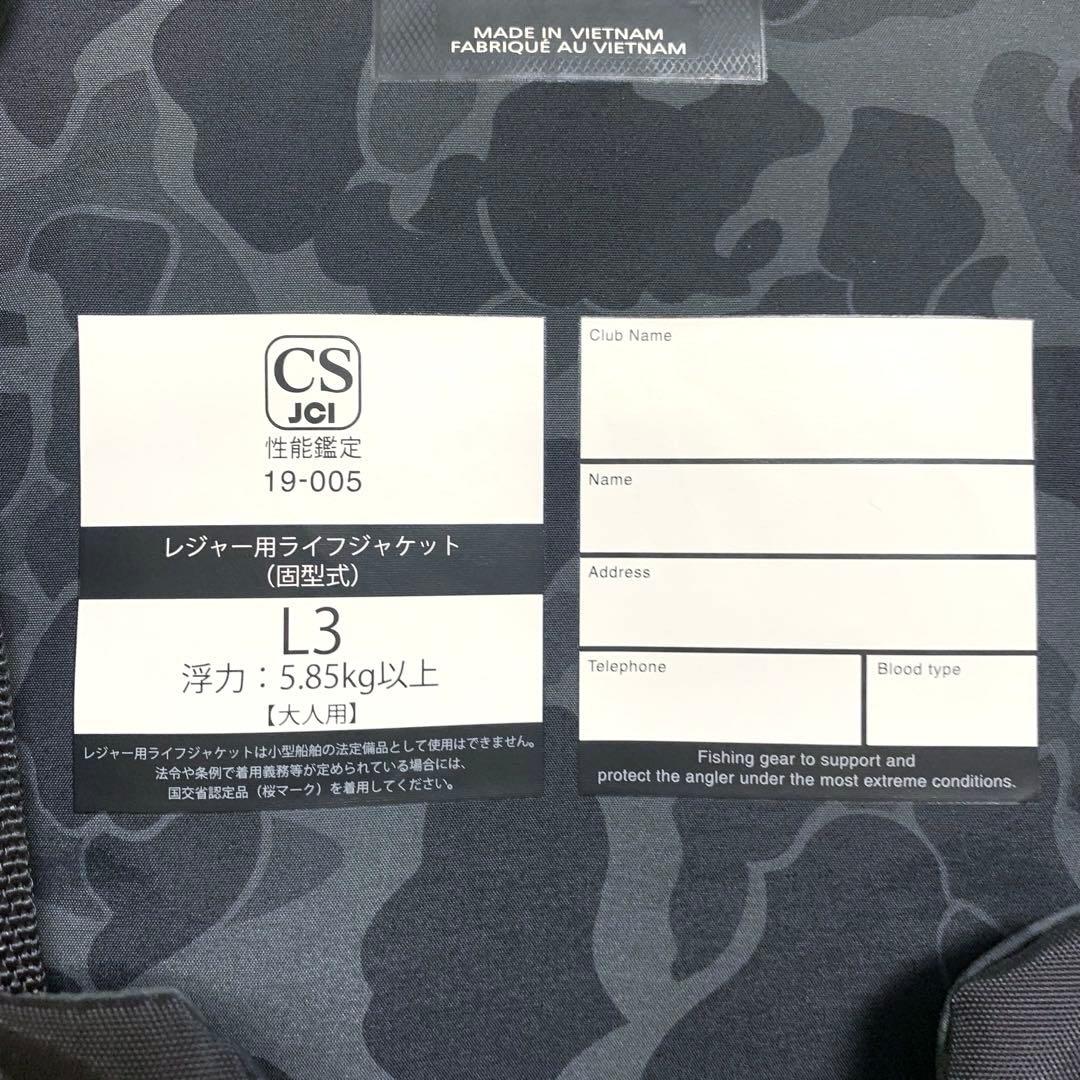 MADE IN VIETNAM
FABRIQUÉ AU VIETNAM
CS
JCI
性能鑑定
19-005
レジャー用ライフジャケット
（固型式）
L3
浮力：5.85kg以上
【大人用】
レジャー用ライフジャケットは小型船舶の法定備品として使用はできません。
法令や条例で着用義務等が定められている場合には、
国交省認定品（桜マーク）を着用してください。
Club Name
Name
Address
Telephone
Blood type
Fishing gear to support and
protect the angler under the most extreme conditions.